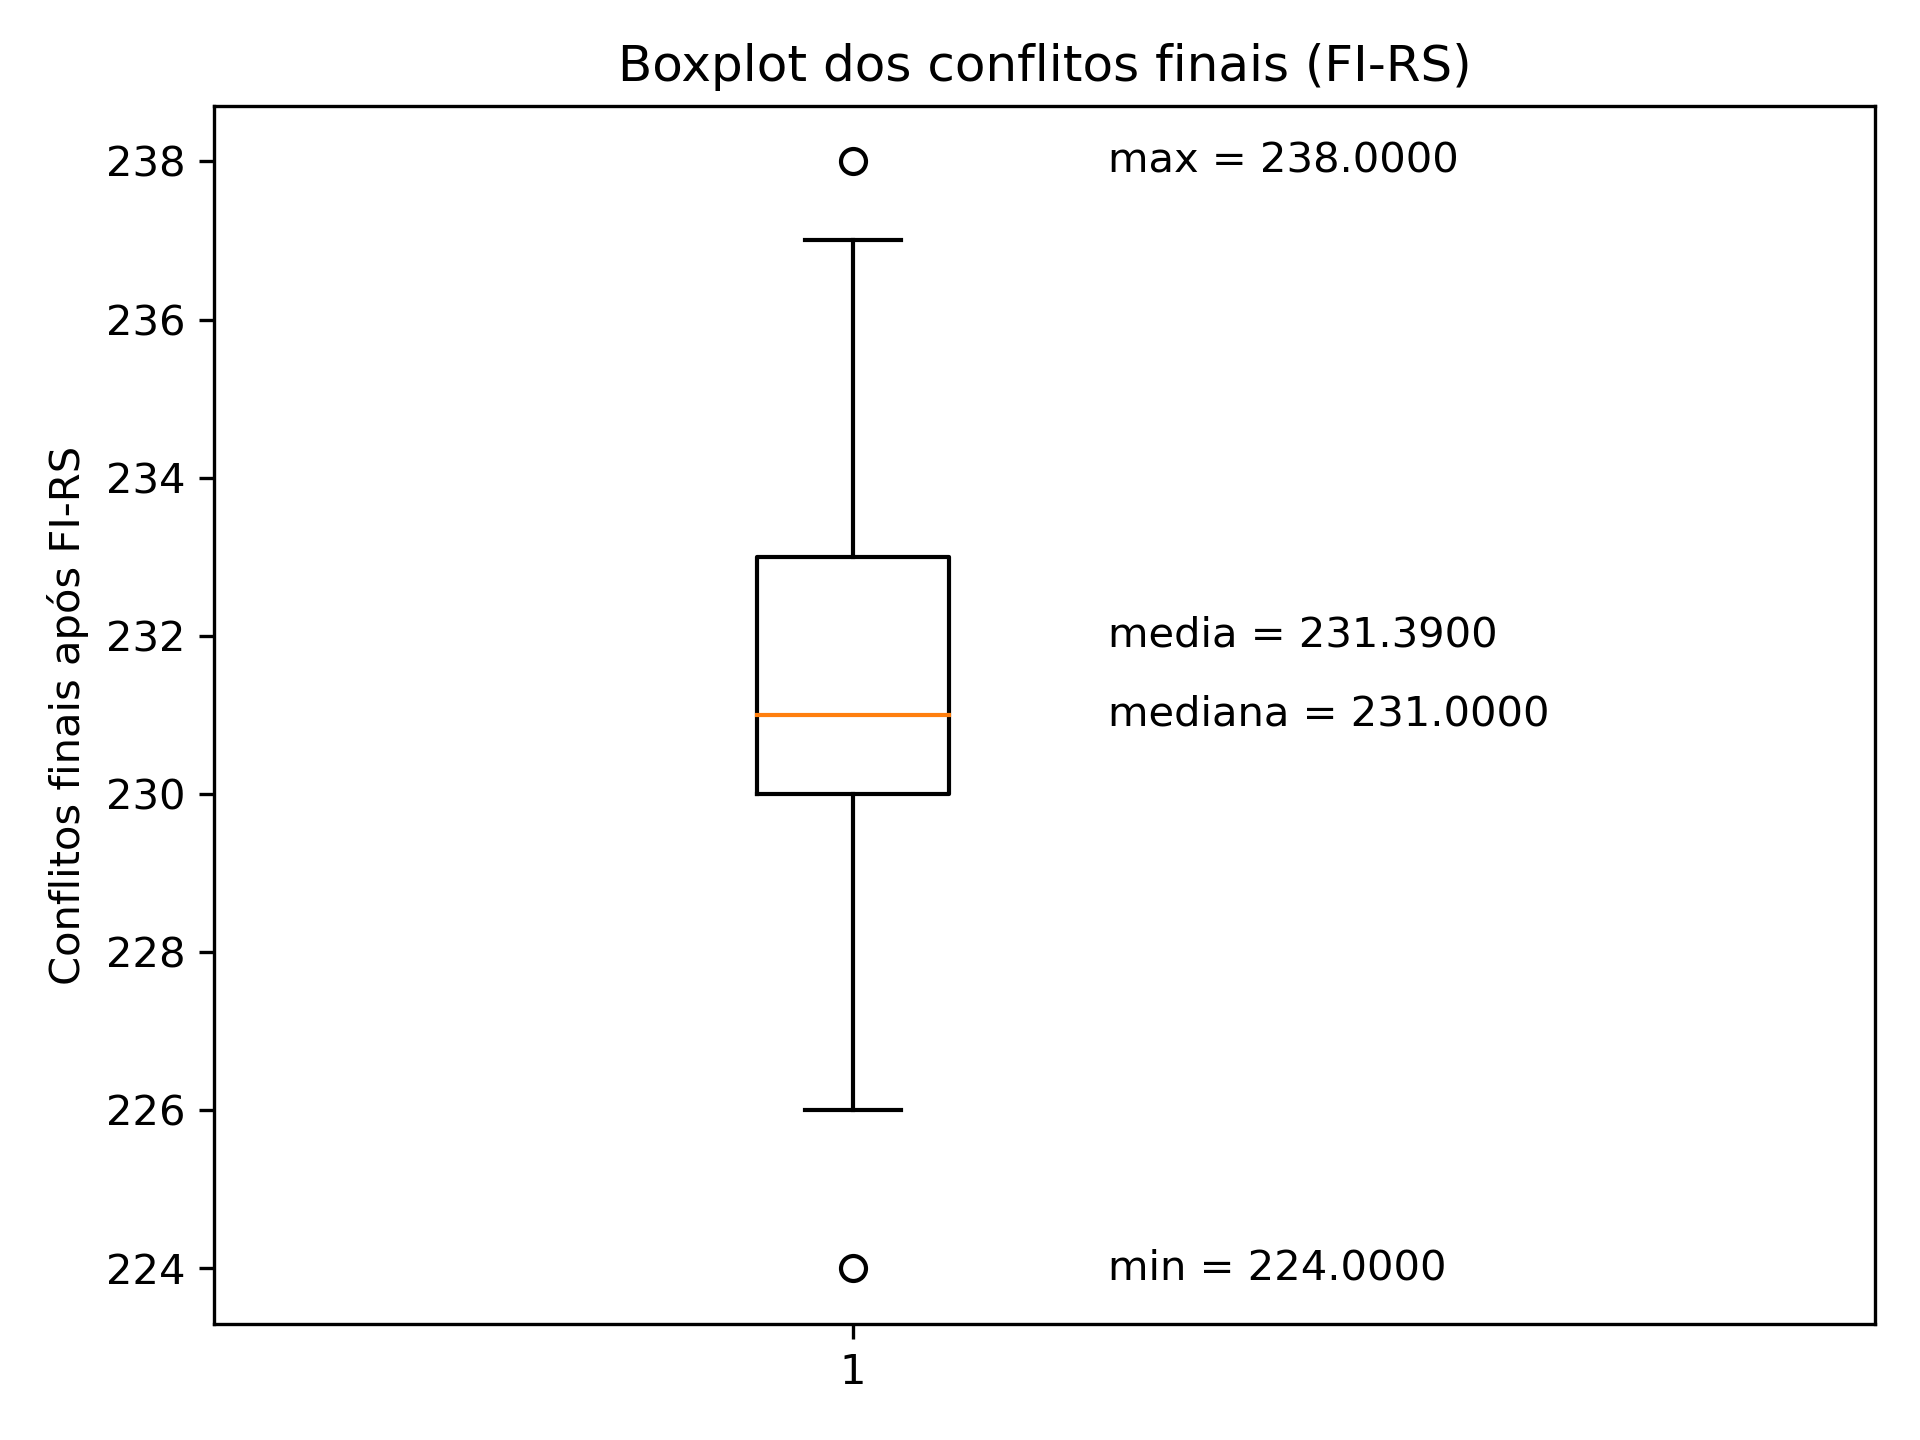 Boxplot dos conflitos finais (FI-RS)
Conflitos finais após FI-RS
238
236
234
232
230
228
226
224
max = 238.0000
media = 231.3900
mediana = 231.0000
min = 224.0000
1